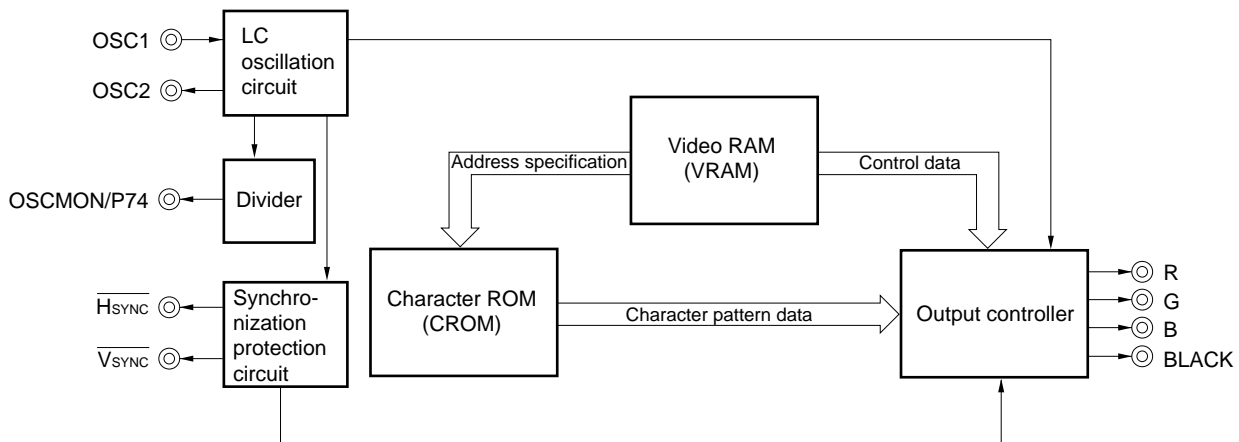 OSC1
OSC2
LC
oscillation
circuit
OSCMON/P74
Divider
HSYNC
VSYNC
Synchro-
nization
protection
circuit
Address specification
Video RAM
(VRAM)
Control data
Character ROM
(CROM)
Character pattern data
Output controller
R
G
B
BLACK